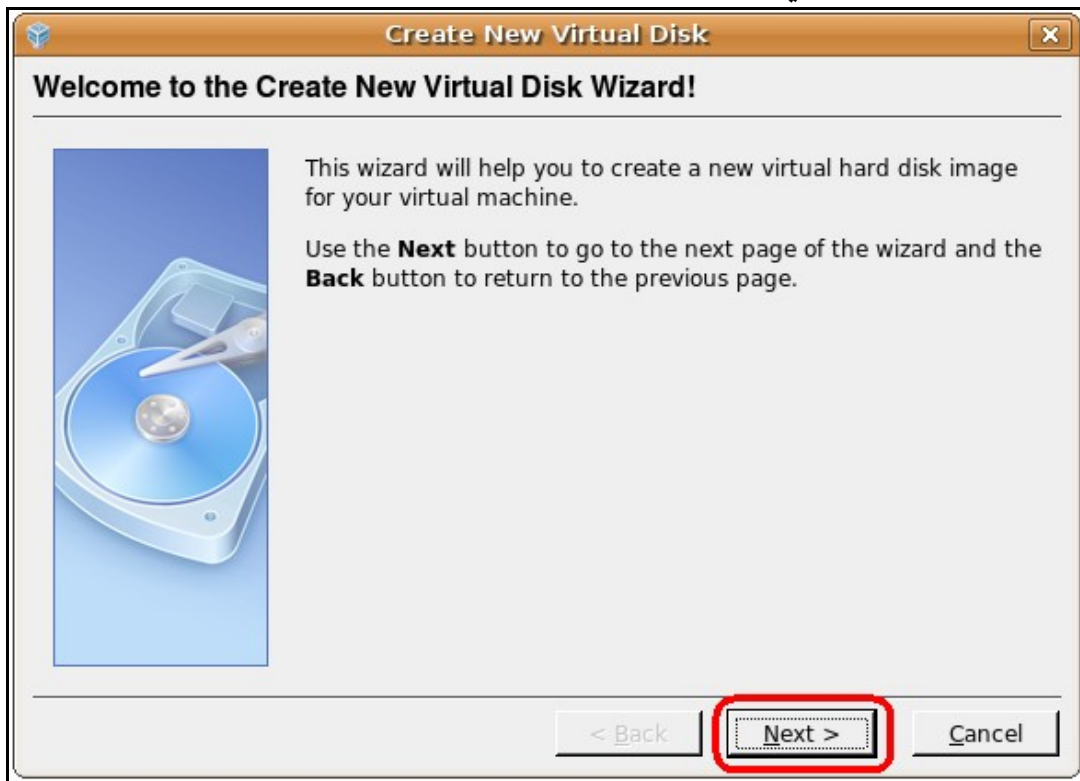 Create New Virtual Disk
Welcome to the Create New Virtual Disk Wizard!
This wizard will help you to create a new virtual hard disk image
for your virtual machine.
Use the Next button to go to the next page of the wizard and the
Back button to return to the previous page.
< Back
Next >
Cancel